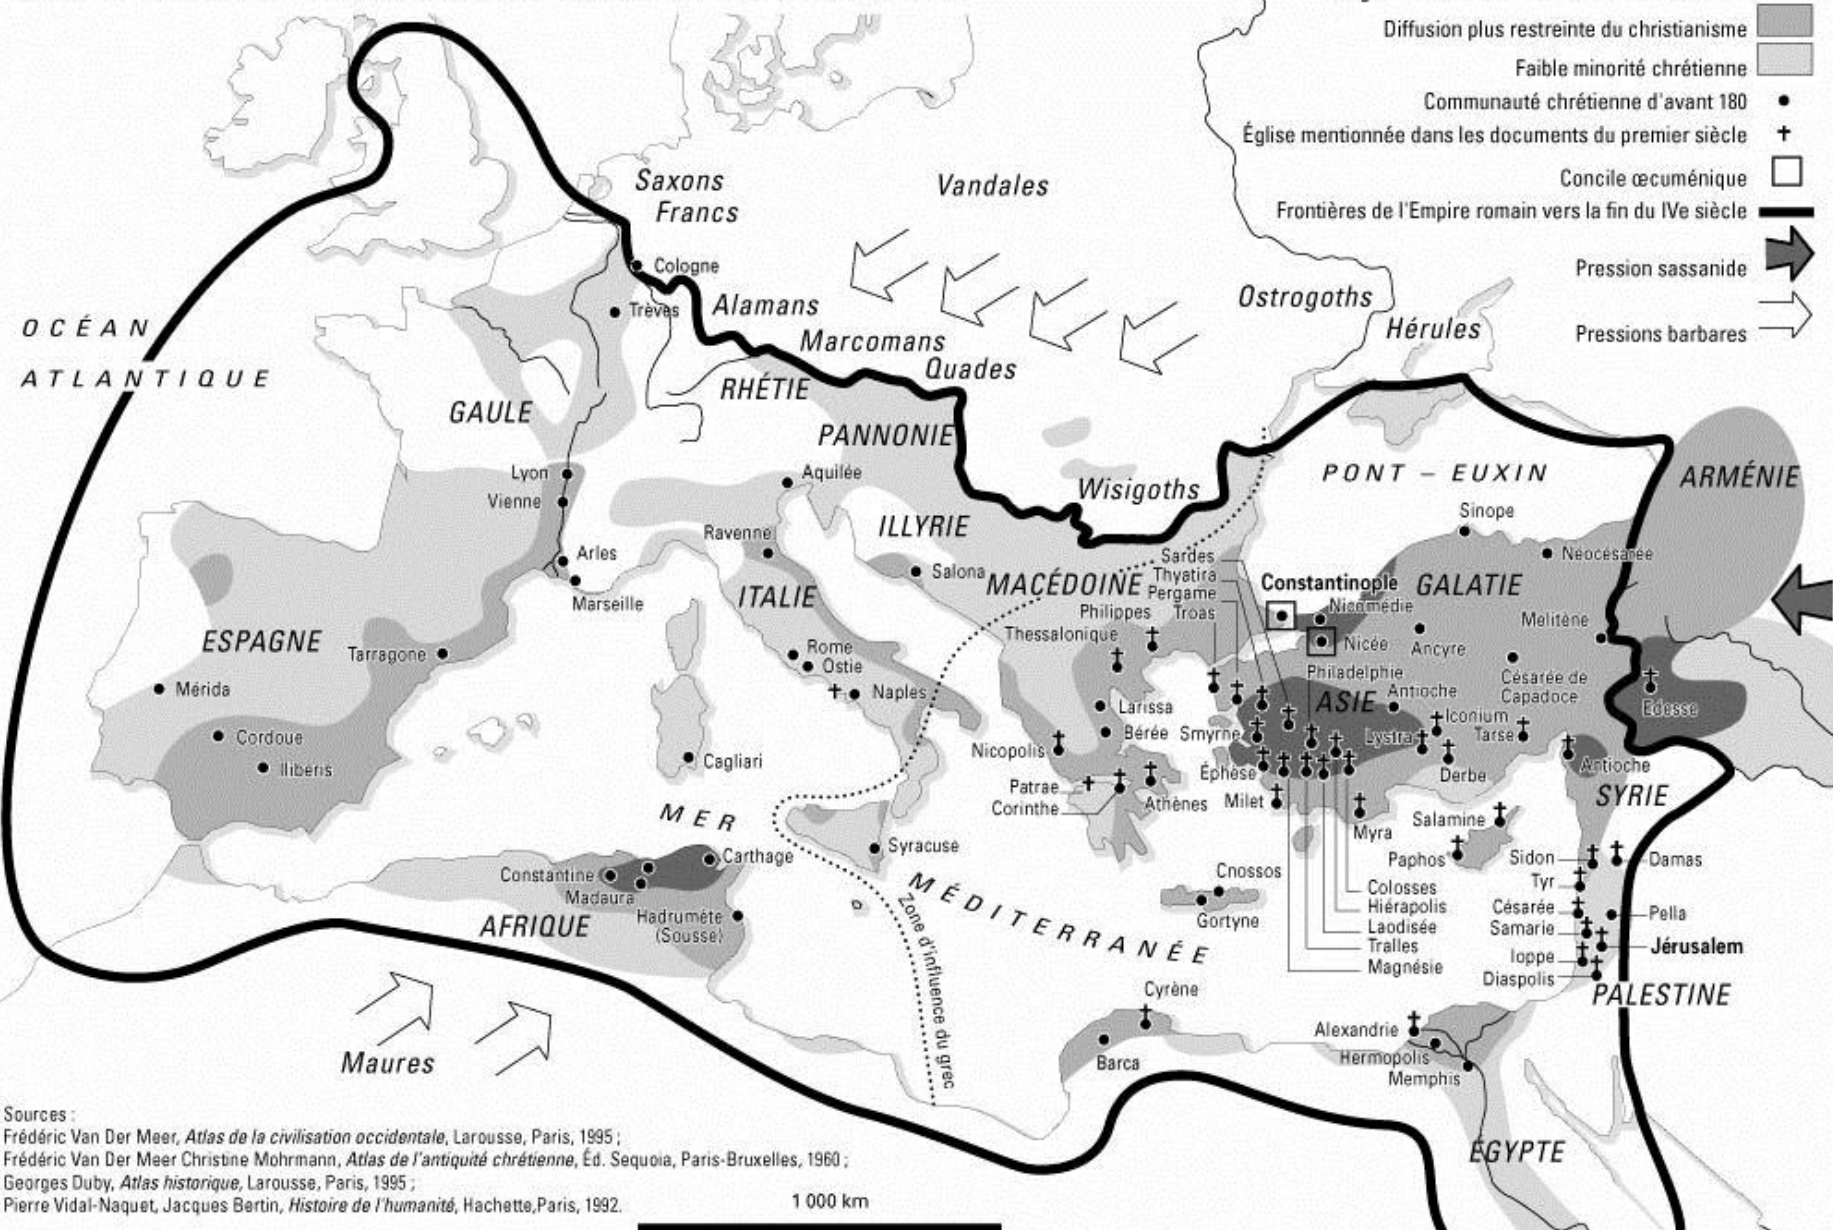 Diffusion plus restreinte du christianisme
Faible minorité chrétienne
Communauté chrétienne d'avant 180
Église mentionnée dans les documents du premier siècle
Concile œcuménique
Frontières de l'Empire romain vers la fin du IVe siècle
Pression sassanide
Pressions barbares
Saxons
Francs
Vandales
Cologne
Trèves
Alamans
Marcomans
Quades
Ostrogoths
Hérules
OCÉAN
ATLANTIQUE
GAULE
RHÉTIE
PANNONIE
Lyon
Vienne
Arles
Marseille
Aquilée
Ravenne
ILLYRIE
Salona
Wisigoths
PONT – EUXIN
ARMÉNIE
Sinope
Néocésarée
ESPAGNE
Tarragone
Mérida
Cordoue
Iliberis
ITALIE
Rome
Ostie
Naples
Cagliari
MACÉDOINE
Sardes
Thyatira
Pergame
Troas
Philippes
Thessalonique
Constantinople
Nicomédie
Nicée
GALATIE
Ancyre
Mélitène
Philadelphie
Césarée de
Capadoce
ASIE
Antioche
Iconium
Lystra
Tarse
Derbe
Edesse
Antioche
SYRIE
Larissa
Bérée
Smyrne
Nicopolis
Patrae
Corinthe
Athènes
Éphèse
Milet
Myra
Salamine
Paphos
Sidon
Damas
Tyr
Césarée
Pella
Samarie
Jérusalem
Ioppe
Diaspolis
PALESTINE
MER
MÉDITERRANÉE
Syracuse
Constantine
Carthage
Madaura
Hadrumète
(Sousse)
AFRIQUE
Cnossos
Gortyne
Colosses
Hiérapolis
Laodisée
Tralles
Magnésie
Zone d'influence du grec
Cyrène
Barca
Alexandrie
Hermopolis
Memphis
ÉGYPTE
Maures
Sources :
Frédéric Van Der Meer, Atlas de la civilisation occidentale, Larousse, Paris, 1995 ;
Frédéric Van Der Meer Christine Mohrmann, Atlas de l'antiquité chrétienne, Éd. Sequoia, Paris-Bruxelles, 1960 ;
Georges Duby, Atlas historique, Larousse, Paris, 1995 ;
Pierre Vidal-Naquet, Jacques Bertin, Histoire de l'humanité, Hachette,Paris, 1992.
1 000 km